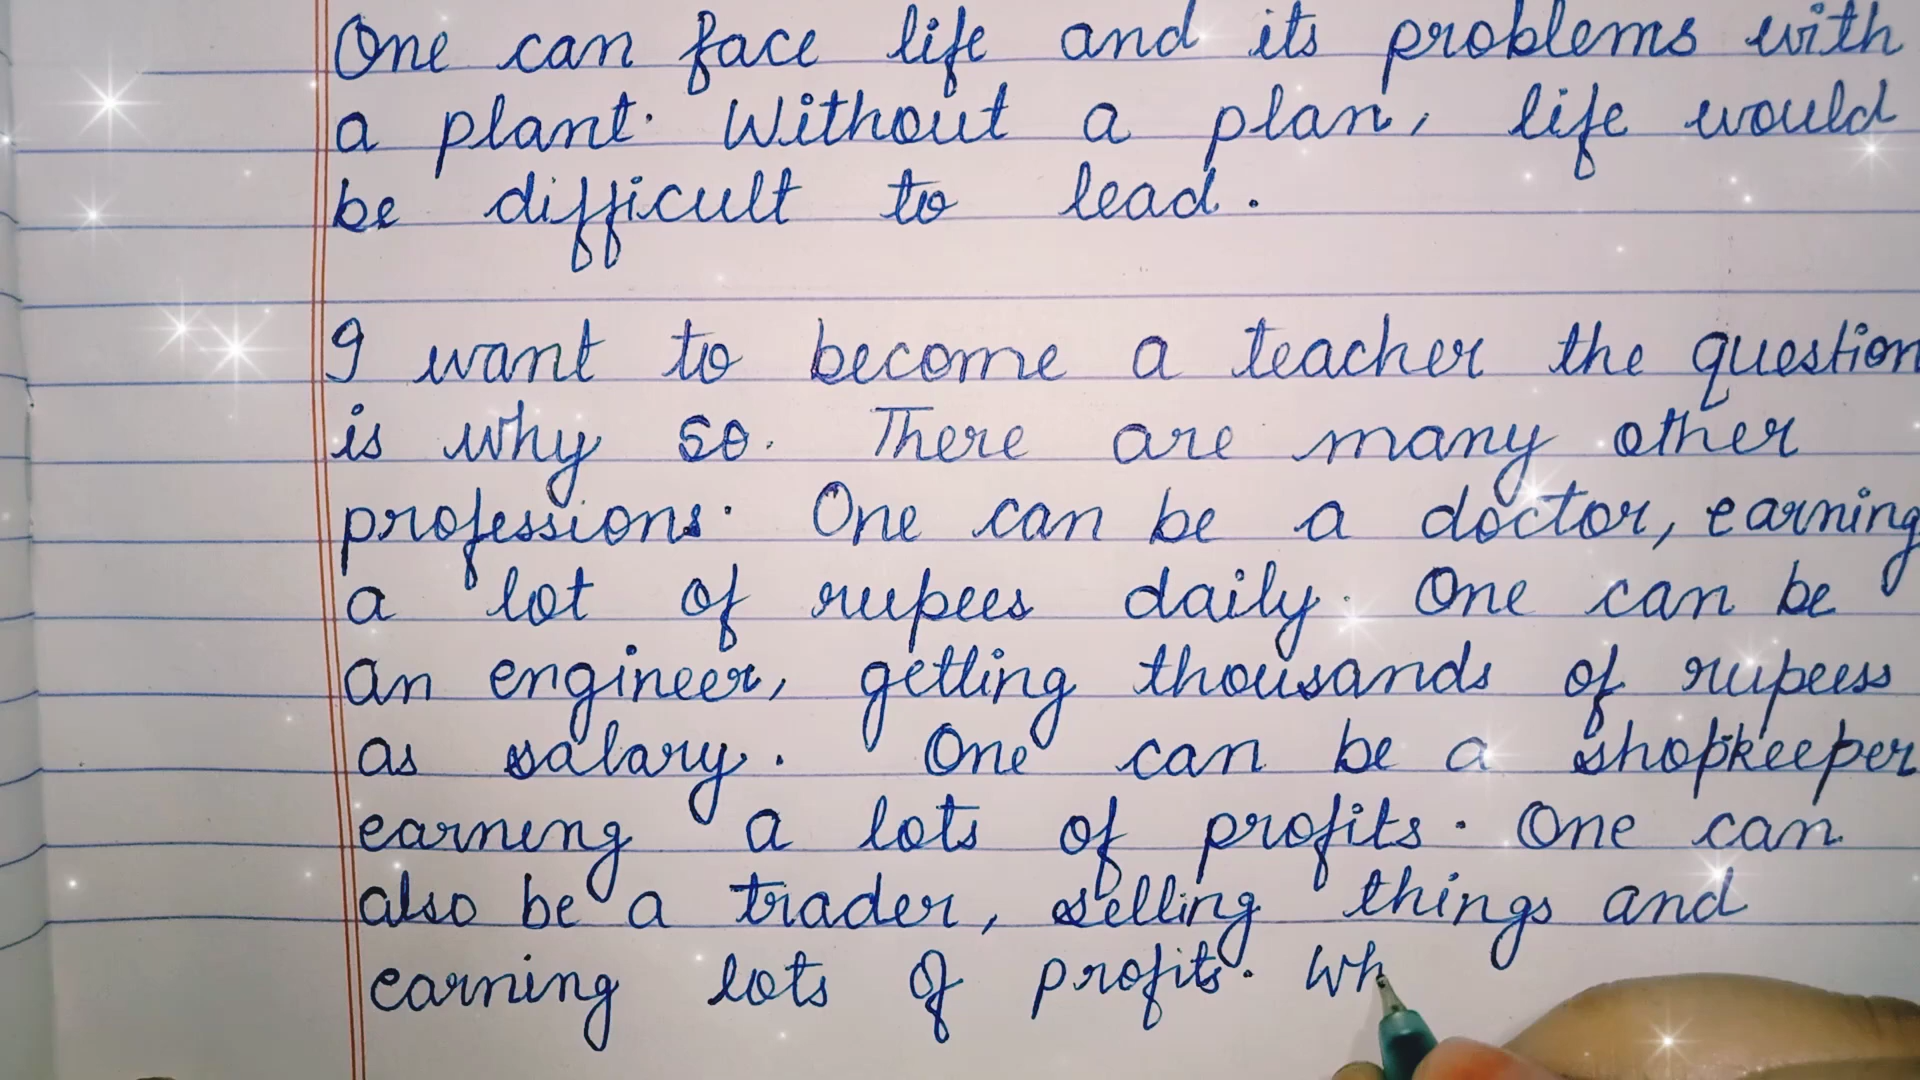 One can face life and its problems with
a plant. Without a plan, life would
be difficult to lead.
I want to become a teacher the question
is why so. There are many other
professions. One can be a doctor, earning
a lot of rupees daily. One can be
an engineer, getting thousands of rupees
as salary. One can be a shopkeeper
earning a lots of profits. One can
also be a trader, selling things and
earning lots of profits. Wh